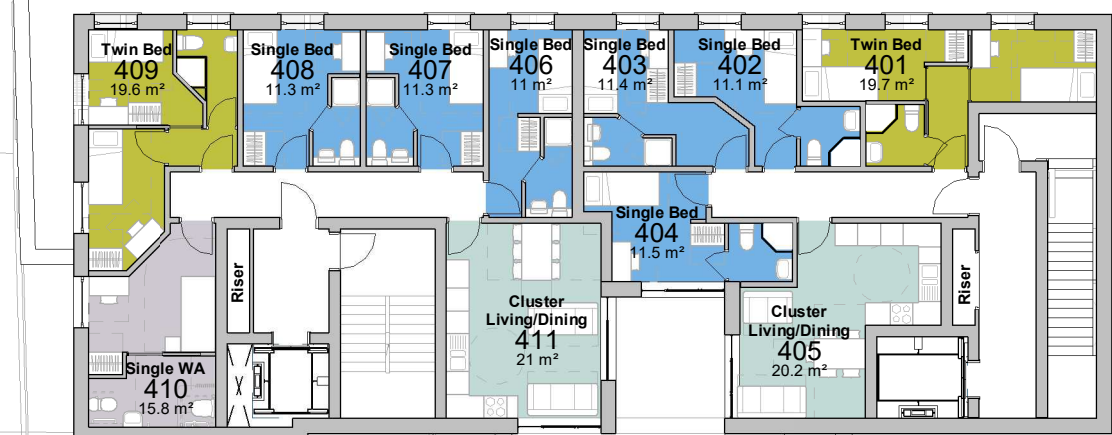 Twin Bed
409
19.6 m²
Single Bed
408
11.3 m²
Single Bed
407
11.3 m²
Single Bed
406
11 m²
Single Bed
403
11.4 m²
Single Bed
402
11.1 m²
Twin Bed
401
19.7 m²
Single Bed
404
11.5 m²
Riser
Cluster
Living/Dining
411
21 m²
Cluster
Living/Dining
405
20.2 m²
Riser
Single WA
410
15.8 m²